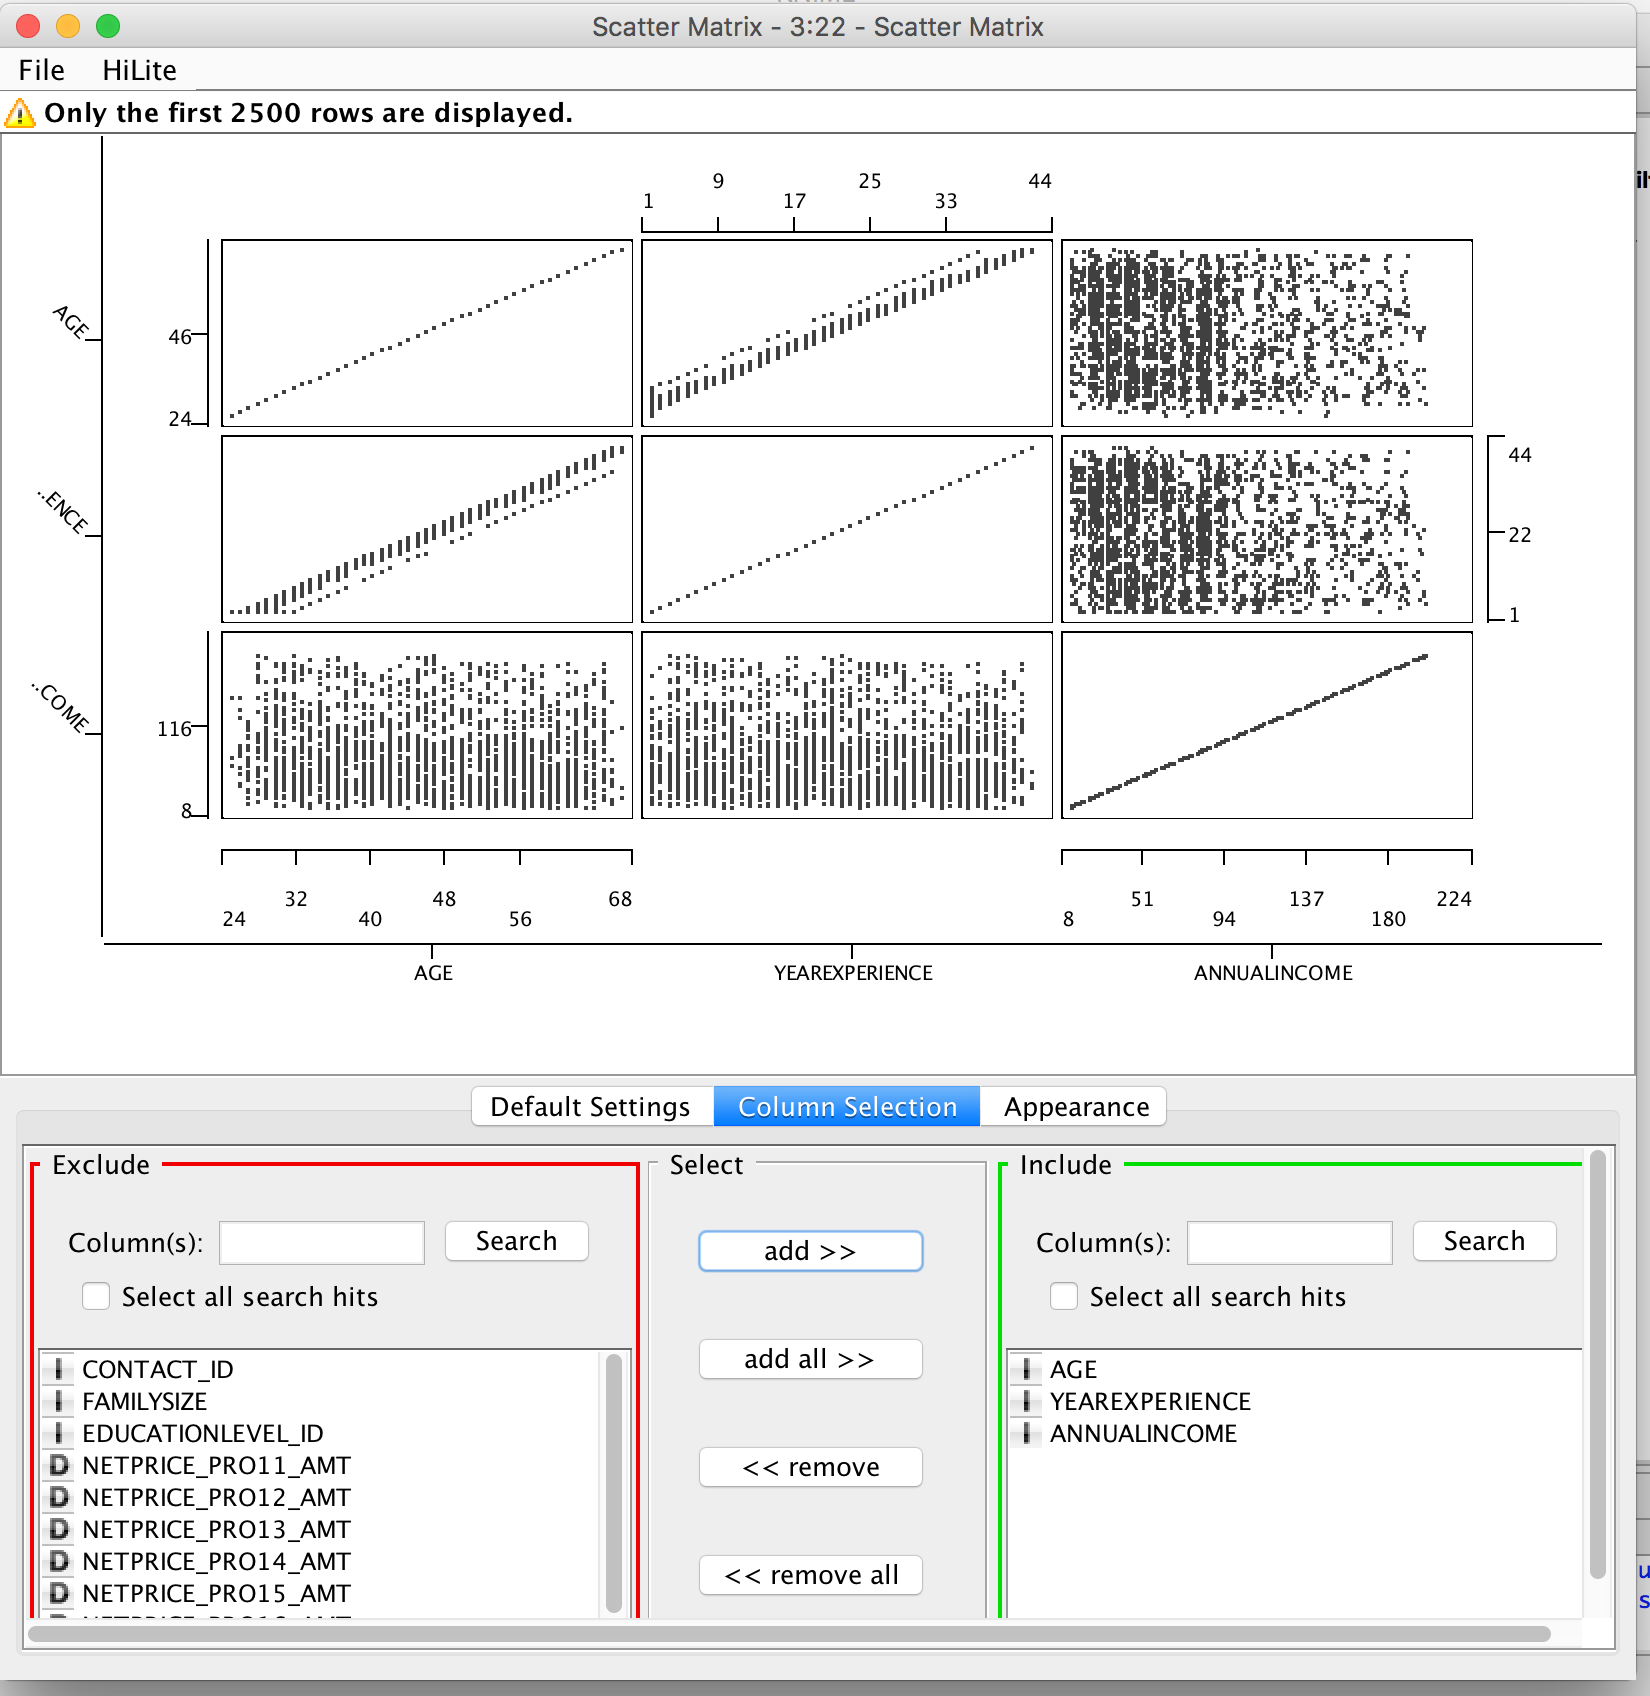 Scatter Matrix - 3:22 - Scatter Matrix
File HiLite
Only the first 2500 rows are displayed.
9 25 44
1 17 33
AGE
46
24
..ENCE
44
22
1
..COME
116
8
32 48 68 51 137 224
24 40 56 8 94 180
AGE YEAREXPERIENCE ANNUALINCOME
Default Settings Column Selection Appearance
Exclude Select Include
Column(s): Search add >> Column(s): Search
Select all search hits Select all search hits
add all >>
CONTACT_ID AGE
FAMILYSIZE YEAREXPERIENCE
EDUCATIONLEVEL_ID ANNUALINCOME
D NETPRICE_PRO11_AMT << remove
D NETPRICE_PRO12_AMT
D NETPRICE_PRO13_AMT
D NETPRICE_PRO14_AMT << remove all
D NETPRICE_PRO15_AMT